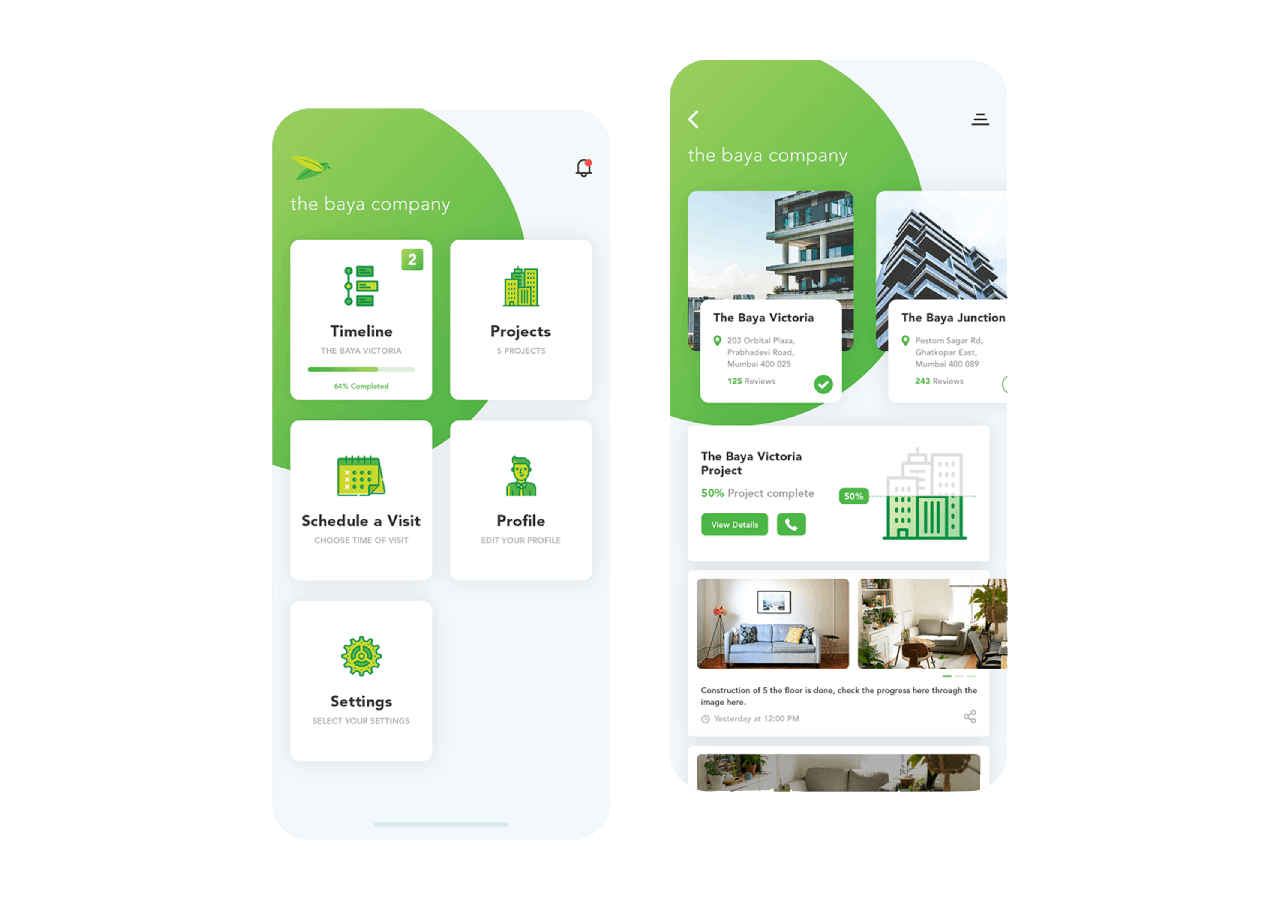 the baya company
2
Timeline
THE BAYA VICTORIA
64% Completed
Projects
5 PROJECTS
Schedule a Visit
CHOOSE TIME OF VISIT
Profile
EDIT YOUR PROFILE
Settings
SELECT YOUR SETTINGS
the baya company
The Baya Victoria
203 Orbital Plaza,
Prabhadevi Road,
Mumbai 400 025
125 Reviews
The Baya Junction
Pestom Sagar Rd,
Ghatkopar East,
Mumbai 400 089
243 Reviews
The Baya Victoria
Project
50% Project complete
50%
View Details
Construction of 5 the floor is done, check the progress here through the
image here.
Yesterday at 12:00 PM